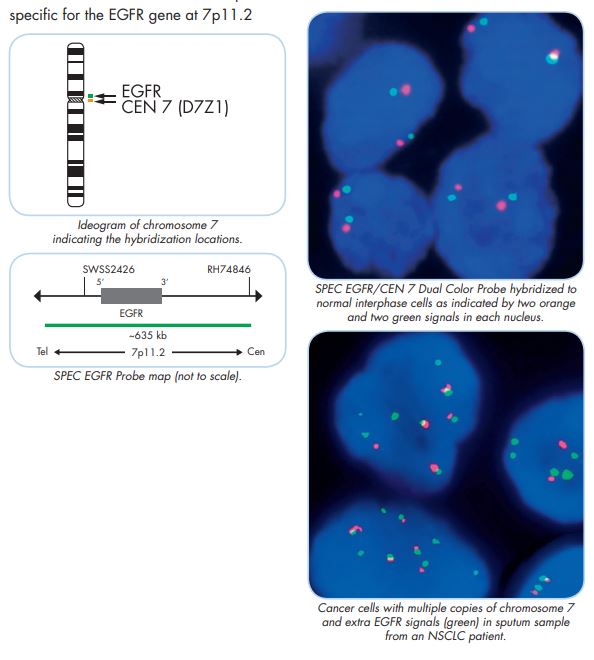 specific for the EGFR gene at 7p11.2
EGFR
CEN 7 (D7Z1)
Ideogram of chromosome 7
indicating the hybridization locations.
SWSS2426
RH74846
5'
3'
EGFR
~635 kb
Tel
7p11.2
Cen
SPEC EGFR Probe map (not to scale).
SPEC EGFR/CEN 7 Dual Color Probe hybridized to
normal interphase cells as indicated by two orange
and two green signals in each nucleus.
Cancer cells with multiple copies of chromosome 7
and extra EGFR signals (green) in sputum sample
from an NSCLC patient.